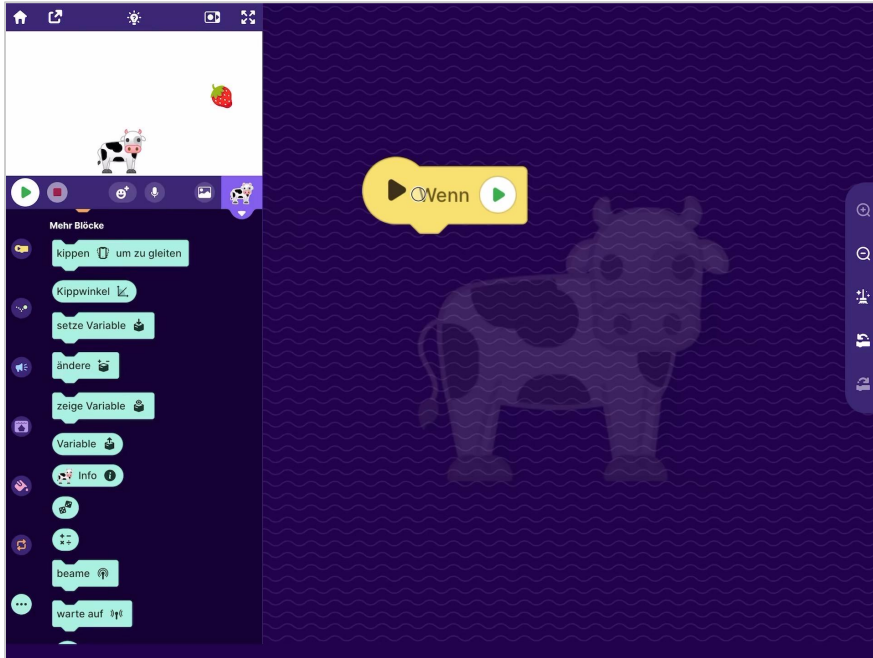 Mehr Blöcke
kippen um zu gleiten
Kippwinkel
setze Variable
ändere
zeige Variable
Variable
Info
beame
warte auf
Wenn